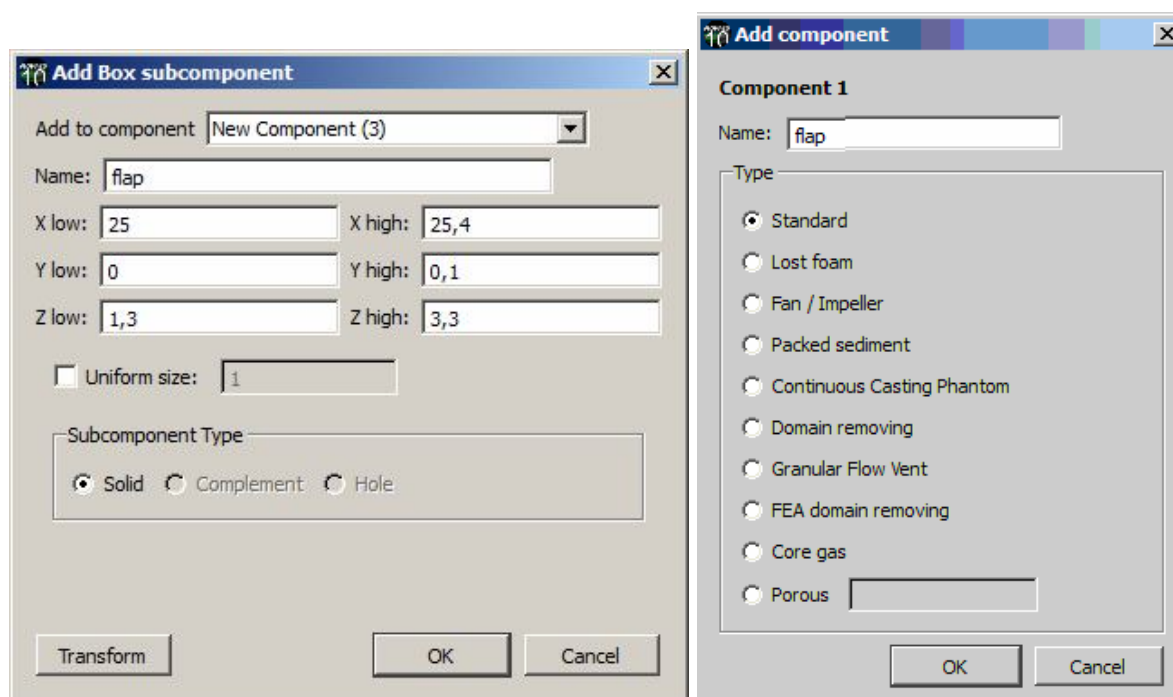 Add Box subcomponent
Add to component New Component (3)
Name: flap
X low: 25 X high: 25,4
Y low: 0 Y high: 0,1
Z low: 1,3 Z high: 3,3
Uniform size: 1
Subcomponent Type
Solid Complement Hole
Transform OK Cancel
Add component
Component 1
Name: flap
Type
Standard
Lost foam
Fan / Impeller
Packed sediment
Continuous Casting Phantom
Domain removing
Granular Flow Vent
FEA domain removing
Core gas
Porous
OK Cancel